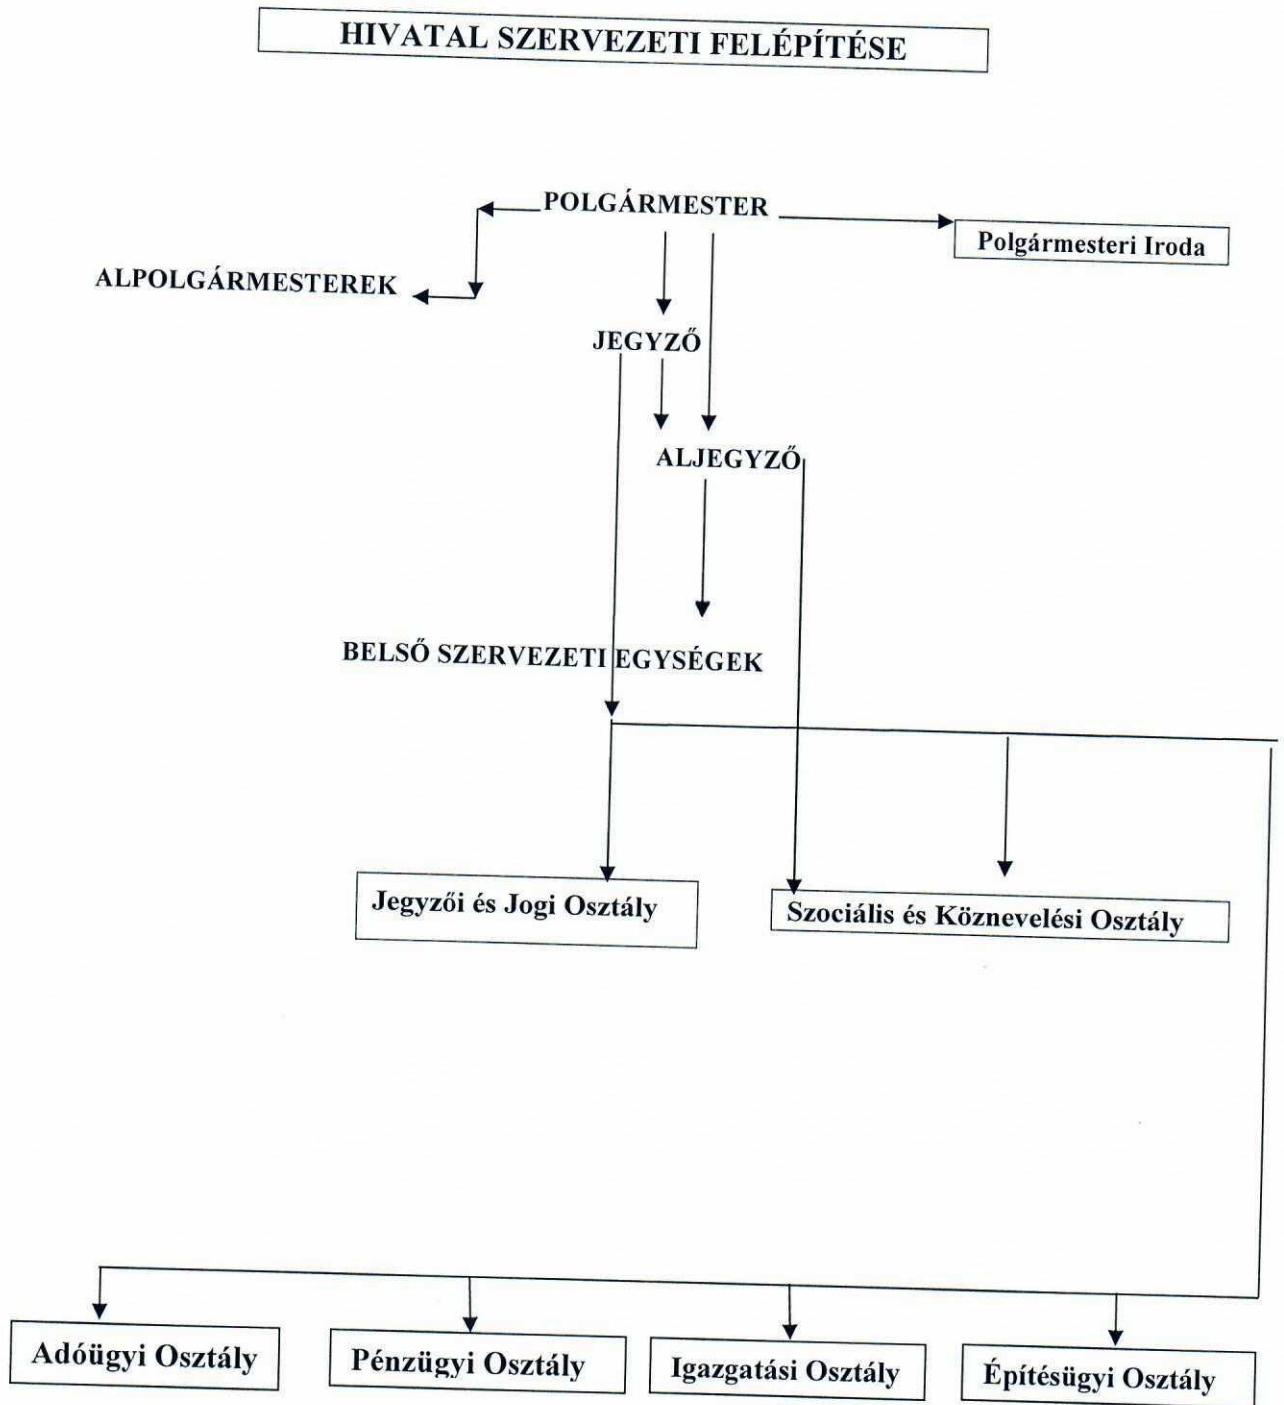 HIVATAL SZERVEZETI FELÉPÍTÉSE
POLGÁRMESTER
Polgármesteri Iroda
ALPOLGÁRMESTEREK
JEGYZŐ
ALJEGYZŐ
BELSŐ SZERVEZETI EGYSÉGEK
Jegyzői és Jogi Osztály
Szociális és Köznevelési Osztály
Adóügyi Osztály
Pénzügyi Osztály
Igazgatási Osztály
Építésügyi Osztály